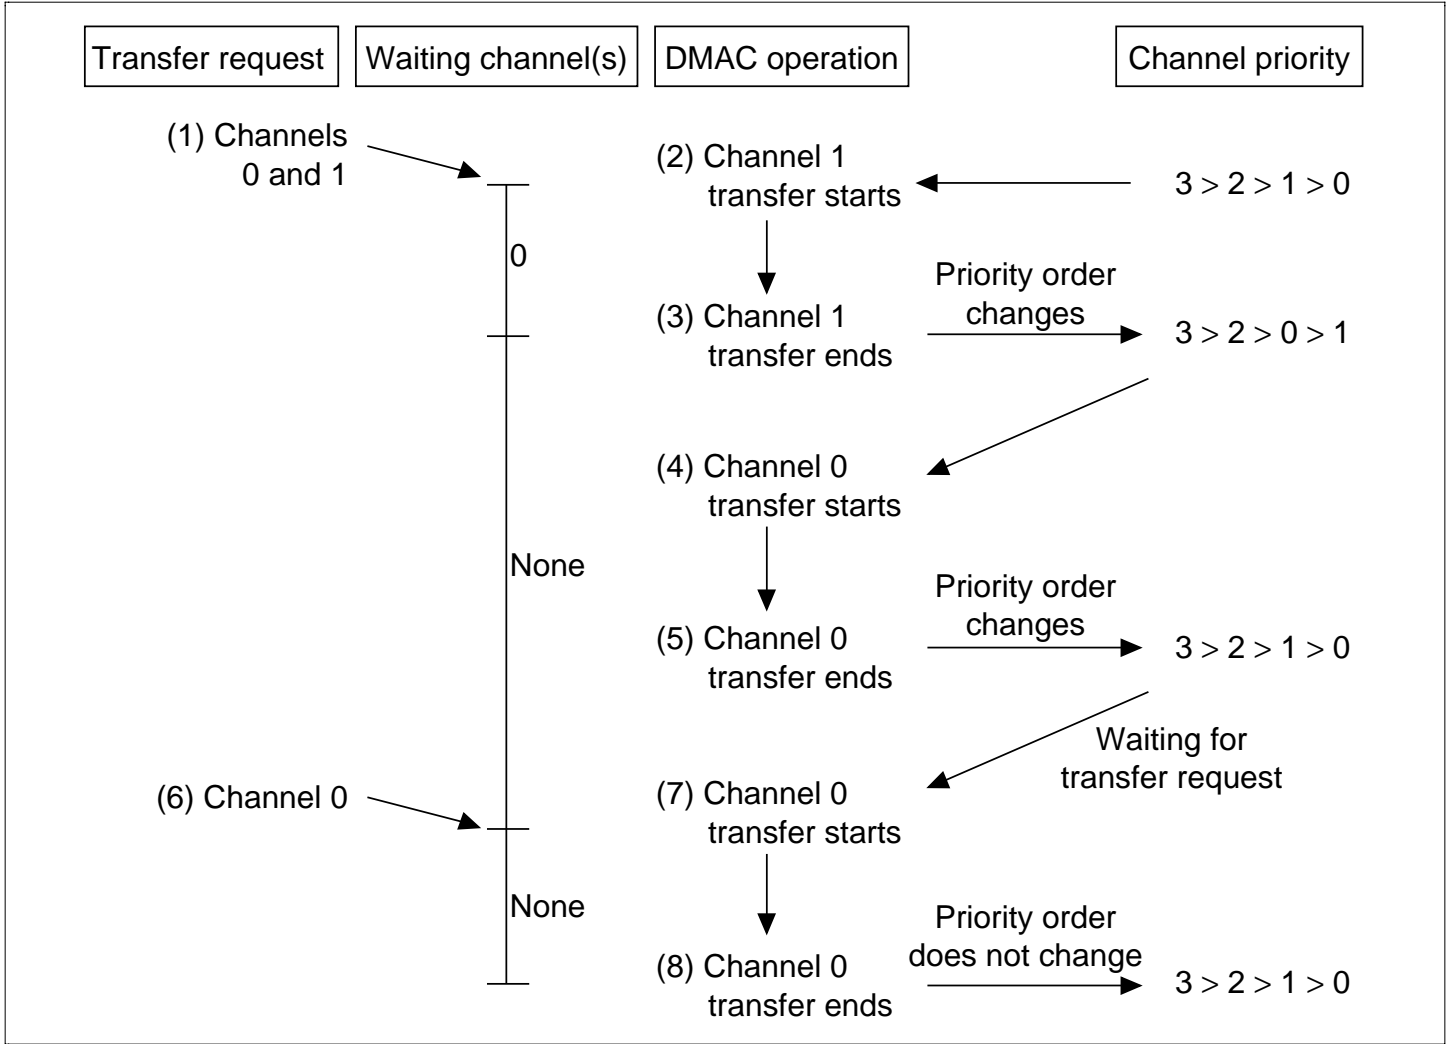 Transfer request
Waiting channel(s)
DMAC operation
Channel priority
(1) Channels
0 and 1
(2) Channel 1
transfer starts
3 > 2 > 1 > 0
0
Priority order
changes
(3) Channel 1
transfer ends
3 > 2 > 0 > 1
(4) Channel 0
transfer starts
None
Priority order
changes
(5) Channel 0
transfer ends
3 > 2 > 1 > 0
Waiting for
transfer request
(6) Channel 0
(7) Channel 0
transfer starts
None
Priority order
does not change
(8) Channel 0
transfer ends
3 > 2 > 1 > 0